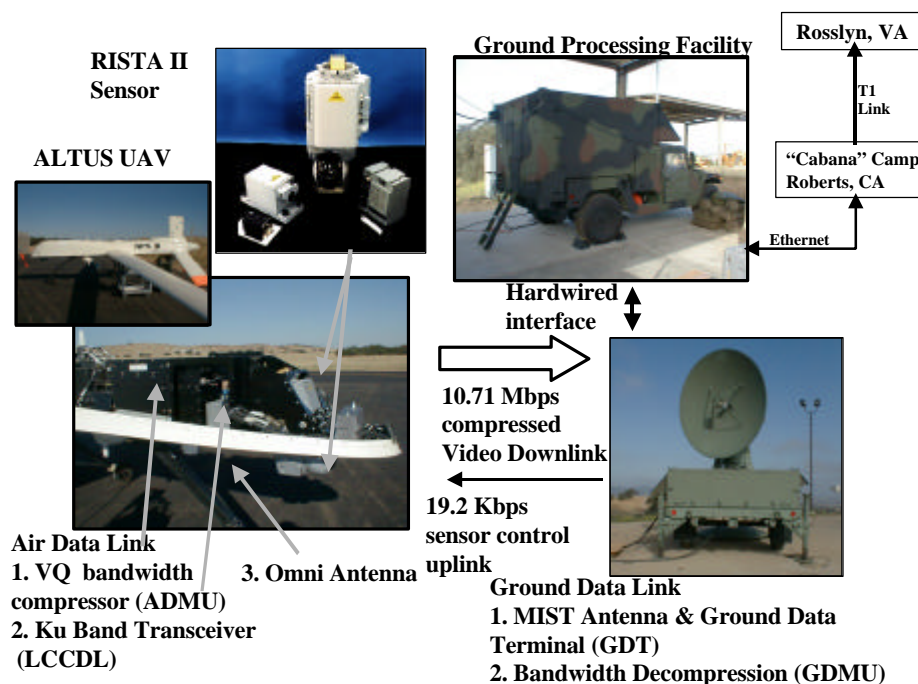 RISTA II
Sensor
Ground Processing Facility
Rosslyn, VA
T1
Link
ALTUS UAV
“Cabana” Camp
Roberts, CA
Ethernet
Hardwired
interface
10.71 Mbps
compressed
Video Downlink
19.2 Kbps
sensor control
uplink
Air Data Link
1. VQ bandwidth
compressor (ADMU)
2. Ku Band Transceiver
(LCCDL)
3. Omni Antenna
Ground Data Link
1. MIST Antenna & Ground Data
Terminal (GDT)
2. Bandwidth Decompression (GDMU)